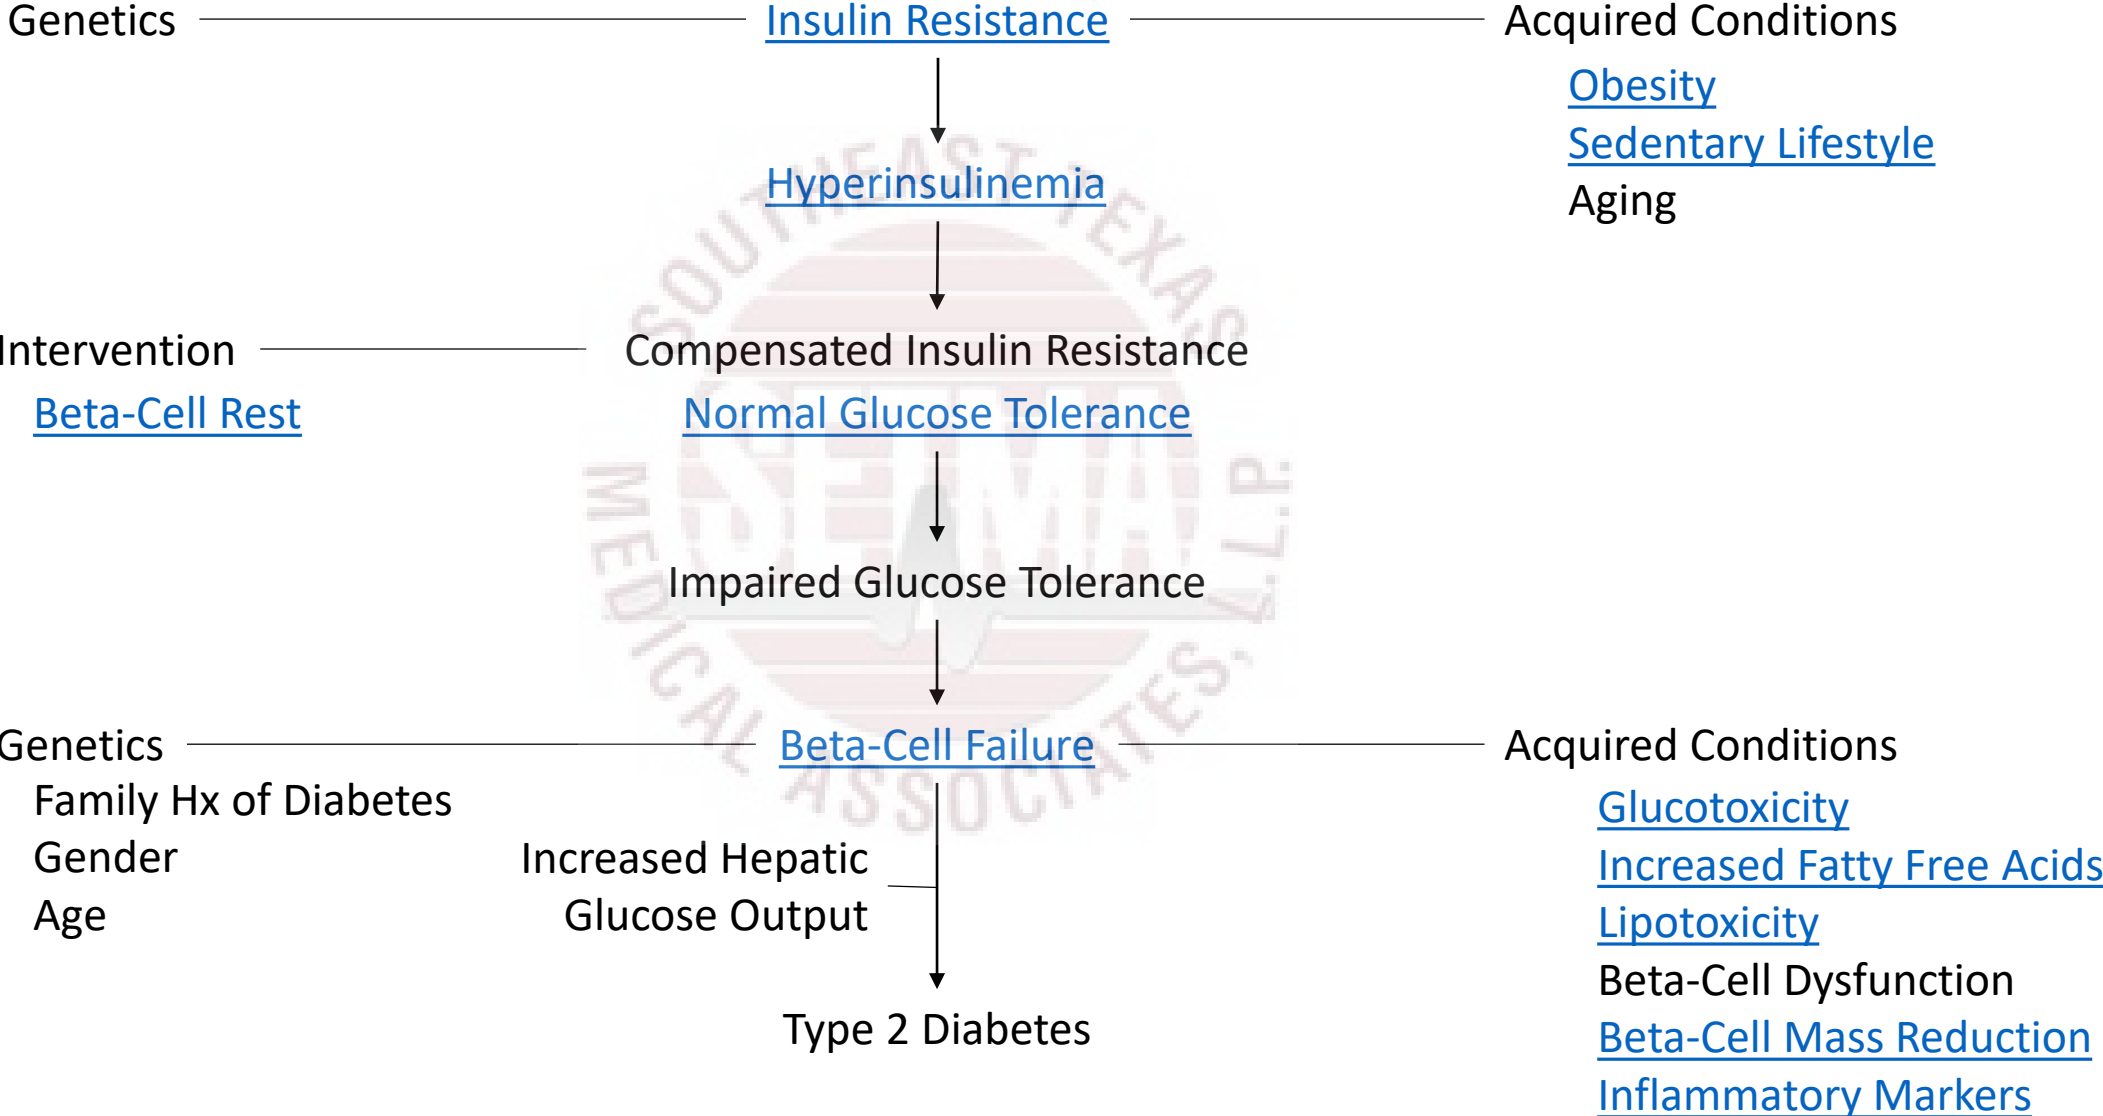 Genetics
Insulin Resistance
Acquired Conditions
Obesity
Sedentary Lifestyle
Aging
Hyperinsulinemia
Intervention
Beta-Cell Rest
Compensated Insulin Resistance
Normal Glucose Tolerance
Impaired Glucose Tolerance
Genetics
Family Hx of Diabetes
Gender
Age
Beta-Cell Failure
Increased Hepatic
Glucose Output
Type 2 Diabetes
Acquired Conditions
Glucotoxicity
Increased Fatty Free Acids
Lipotoxicity
Beta-Cell Dysfunction
Beta-Cell Mass Reduction
Inflammatory Markers
SOUTHEAST TEXAS
SETMA
MEDICAL ASSOCIATES, L.L.P.